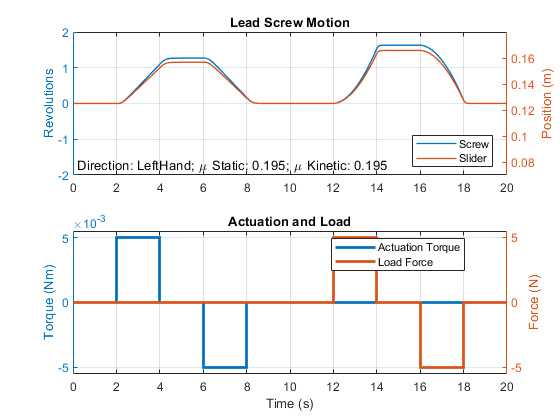 Lead Screw Motion
2
1
0
-1
-2
Revolutions
0.16
0.14
0.12
0.1
0.08
Position (m)
Screw
Slider
Direction: LeftHand; μ Static: 0.195; μ Kinetic: 0.195
0 2 4 6 8 10 12 14 16 18 20
Actuation and Load
×10-3
5
0
-5
Torque (Nm)
5
0
-5
Force (N)
Actuation Torque
Load Force
0 2 4 6 8 10 12 14 16 18 20
Time (s)